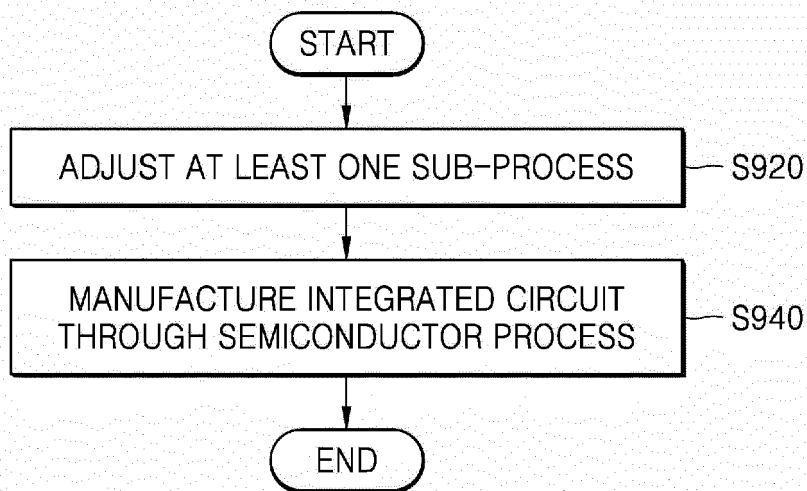 START
ADJUST AT LEAST ONE SUB-PROCESS
S920
MANUFACTURE INTEGRATED CIRCUIT
THROUGH SEMICONDUCTOR PROCESS
S940
END